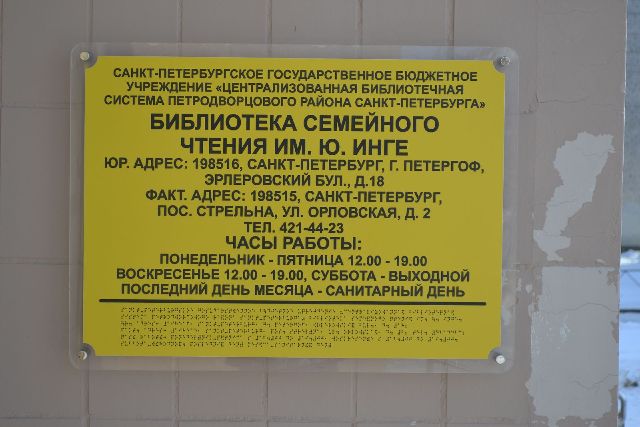 САНКТ-ПЕТЕРБУРГСКОЕ ГОСУДАРСТВЕННОЕ БЮДЖЕТНОЕ
УЧРЕЖДЕНИЕ «ЦЕНТРАЛИЗОВАННАЯ БИБЛИОТЕЧНАЯ
СИСТЕМА ПЕТРОДВОРЦОВОГО РАЙОНА САНКТ-ПЕТЕРБУРГА»
БИБЛИОТЕКА СЕМЕЙНОГО
ЧТЕНИЯ ИМ. Ю. ИНГЕ
ЮР. АДРЕС: 198516, САНКТ-ПЕТЕРБУРГ, Г. ПЕТЕРГОФ,
ЭРЛЕРОВСКИЙ БУЛ., Д.18
ФАКТ. АДРЕС: 198515, САНКТ-ПЕТЕРБУРГ,
ПОС. СТРЕЛЬНА, УЛ. ОРЛОВСКАЯ, Д. 2
ТЕЛ. 421-44-23
ЧАСЫ РАБОТЫ:
ПОНЕДЕЛЬНИК - ПЯТНИЦА 12.00 - 19.00
ВОСКРЕСЕНЬЕ 12.00 - 19.00, СУББОТА - ВЫХОДНОЙ
ПОСЛЕДНИЙ ДЕНЬ МЕСЯЦА - САНИТАРНЫЙ ДЕНЬ